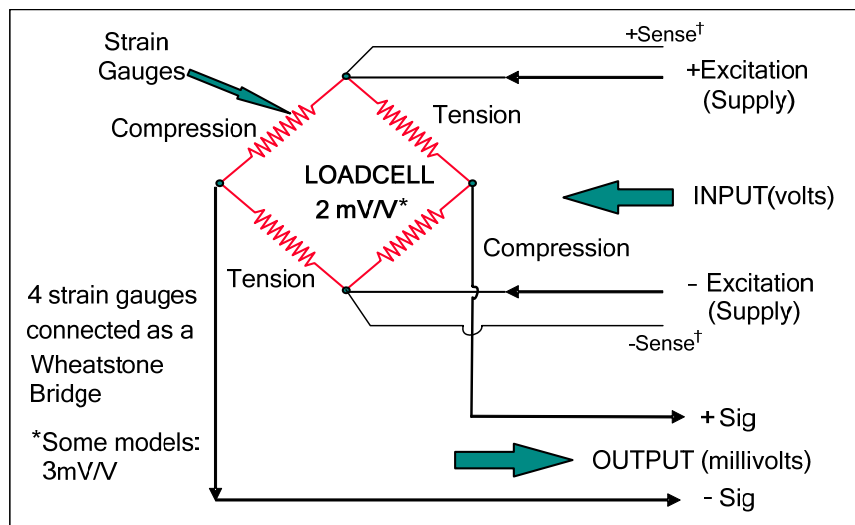 Strain
Gauges
Compression
Tension
+Sense†
+Excitation
(Supply)
LOADCELL
2 mV/V*
INPUT(volts)
Compression
Tension
- Excitation
(Supply)
-Sense†
4 strain gauges
connected as a
Wheatstone
Bridge
*Some models:
3mV/V
+ Sig
OUTPUT (millivolts)
- Sig